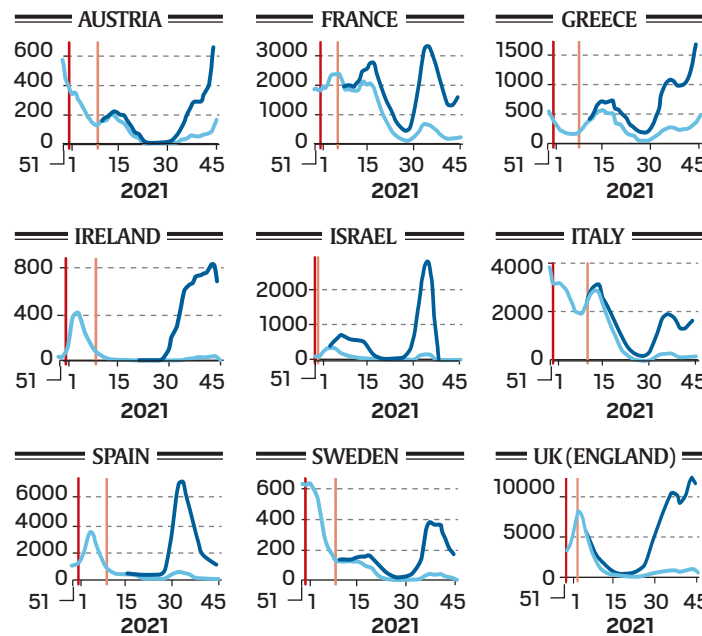 AUSTRIA
600
400
200
0
51 1 15 30 45
2021
FRANCE
3000
2000
1000
0
51 1 15 30 45
2021
GREECE
1500
1000
500
0
51 1 15 30 45
2021
IRELAND
800
400
0
51 1 15 30 45
2021
ISRAEL
2000
1000
0
51 1 15 30 45
2021
ITALY
4000
2000
0
51 1 15 30 45
2021
SPAIN
6000
4000
2000
0
51 1 15 30 45
2021
SWEDEN
600
400
200
0
51 1 15 30 45
2021
UK (ENGLAND)
10000
5000
0
51 1 15 30 45
2021